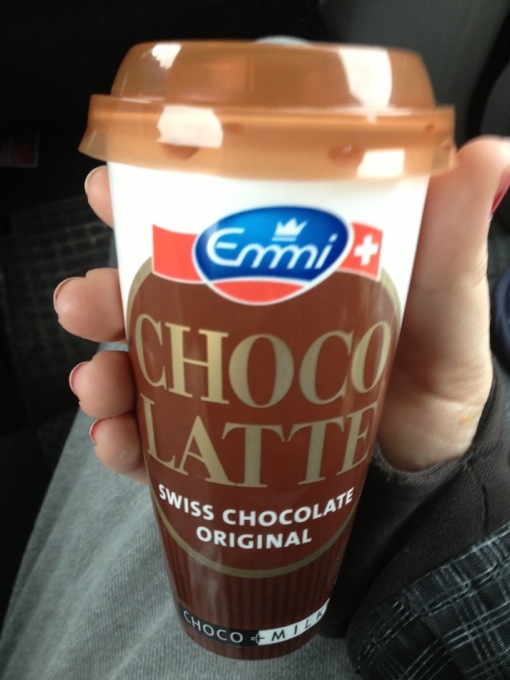 Emmi
CHOCO
LATTE
SWISS CHOCOLATE
ORIGINAL
CHOCO + MILK